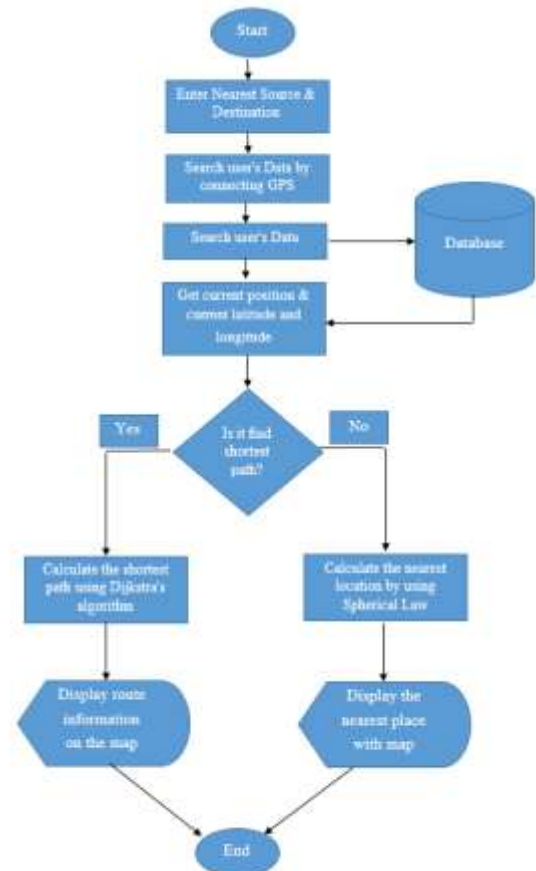 Start
Enter Nearest Source &
Destination
Search user's Data by
connecting GPS
Search user's Data
Database
Get current position &
current latitude and
longitude
Yes
Is it find
shortest
path?
No
Calculate the shortest
path using Dijkstra's
algorithm
Calculate the nearest
location by using
Spherical Law
Display route
information
on the map
Display the
nearest place
with map
End